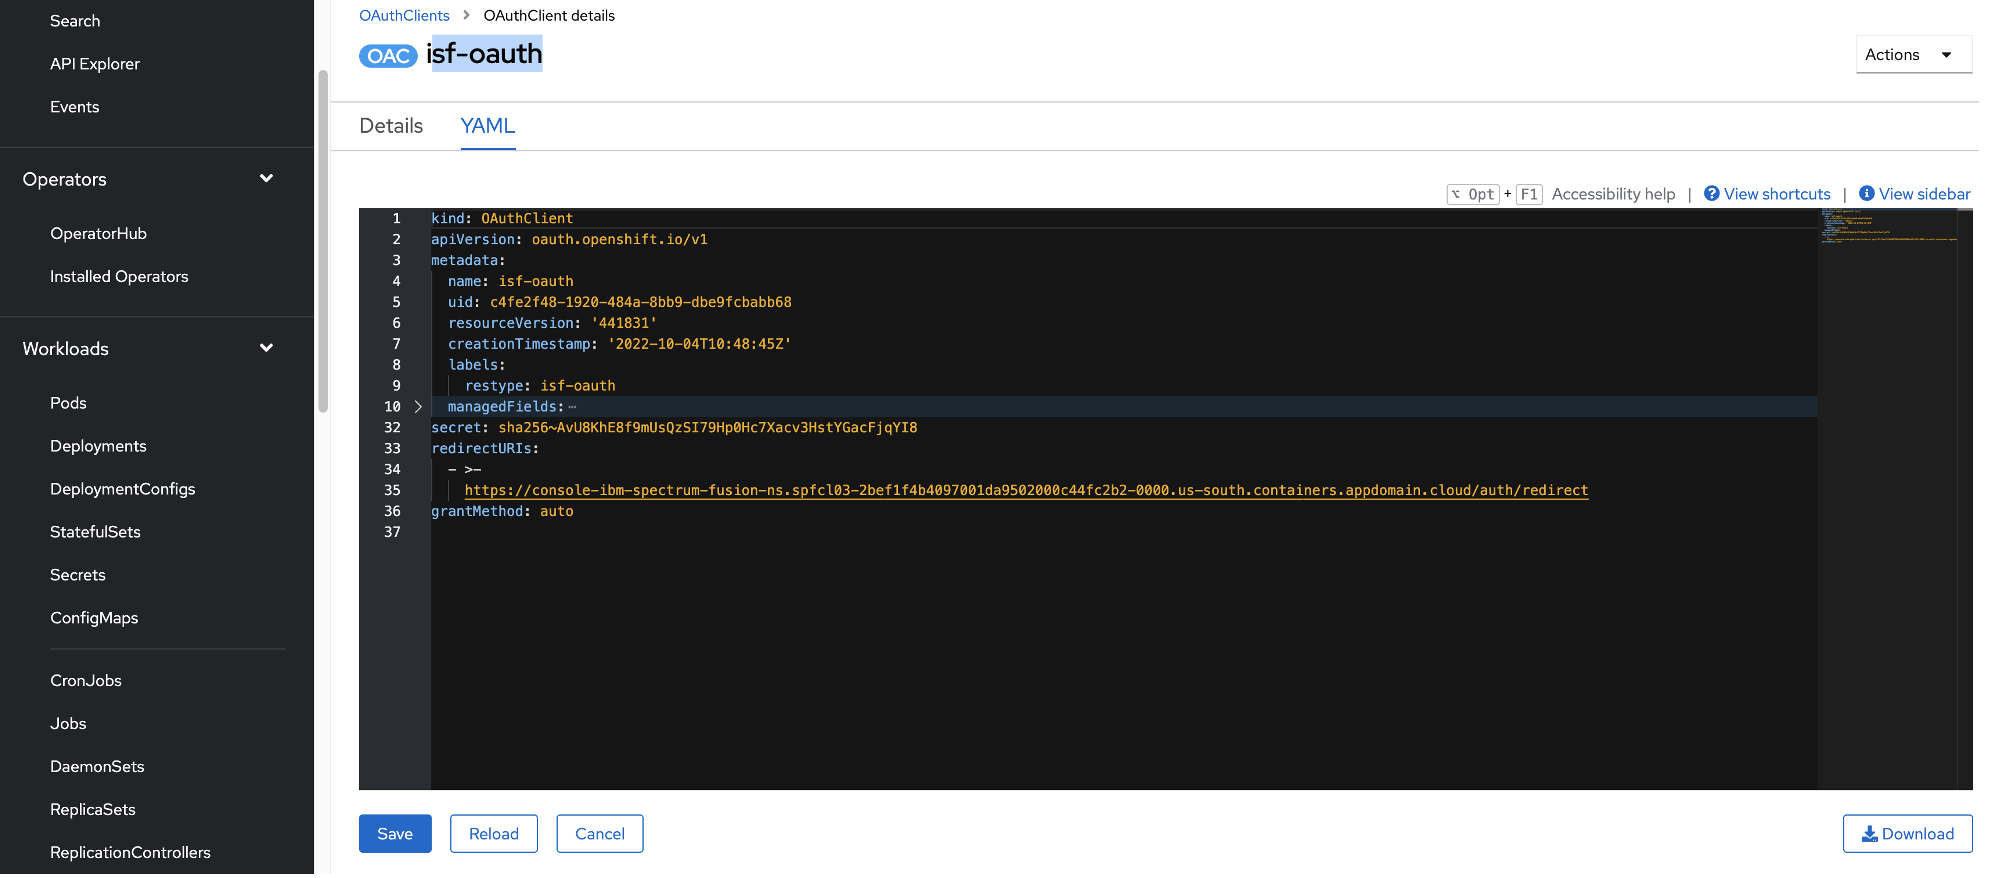 Search
API Explorer
Events
Operators
OperatorHub
Installed Operators
Workloads
Pods
Deployments
DeploymentConfigs
StatefulSets
Secrets
ConfigMaps
CronJobs
Jobs
DaemonSets
ReplicaSets
ReplicationControllers
OAuthClients > OAuthClient details
OAC isf-oauth
Actions
Details YAML
⌥ Opt + F1 Accessibility help | View shortcuts | View sidebar
1 kind: OAuthClient
2 apiVersion: oauth.openshift.io/v1
3 metadata:
4 name: isf-oauth
5 uid: c4fe2f48-1920-484a-8bb9-dbe9fcbabb68
6 resourceVersion: '441831'
7 creationTimestamp: '2022-10-04T10:48:45Z'
8 labels:
9 restype: isf-oauth
10 managedFields: ⋯
32 secret: sha256~AvU8KhE8f9mUsQzSI79Hp0Hc7Xacv3HstYGacFjqYI8
33 redirectURIs:
34 - >-
35 https://console-ibm-spectrum-fusion-ns.spfcl03-2bef1f4b4097001da9502000c44fc2b2-0000.us-south.containers.appdomain.cloud/auth/redirect
36 grantMethod: auto
37
Save Reload Cancel Download